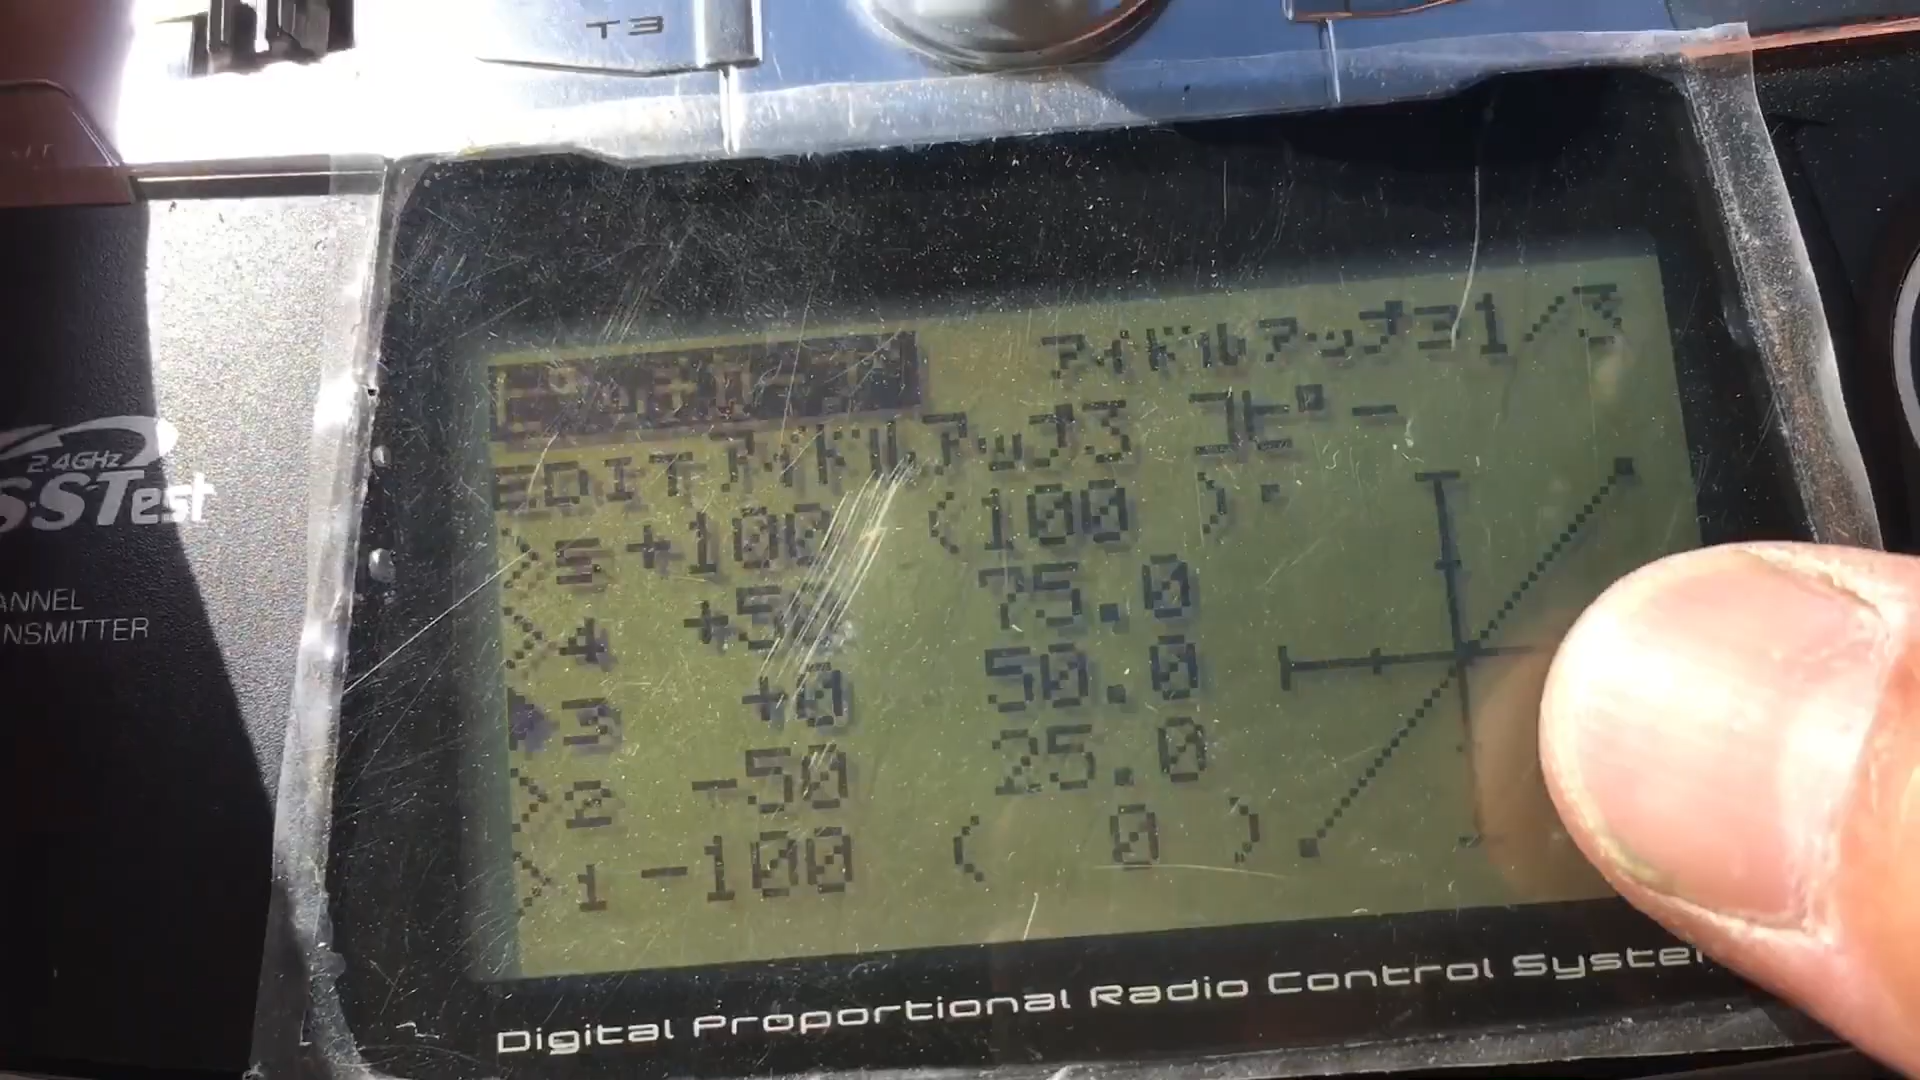 T3
アイドルアップ3 1/3
EDIT アイドルアップ3 コピー
5 +100 (100 )
4 +50 75.0
3 +0 50.0
2 -50 25.0
1 -100 ( 0 )
2.4GHz
ANNEL
NSMITTER
Digital Proportional Radio Control System